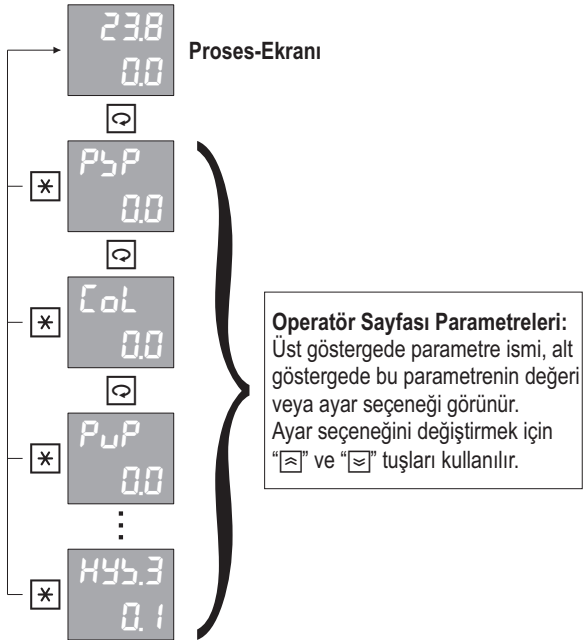 23.8
0.0
Proses-Ekranı
PSP
0.0
CoL
0.0
Operatör Sayfası Parametreleri:
Üst göstergede parametre ismi, alt
göstergede bu parametrenin değeri
veya ayar seçeneği görünür.
Ayar seçeneğini değiştirmek için
“︽” ve “︾” tuşları kullanılır.
PuP
0.0
HYS.3
0.1